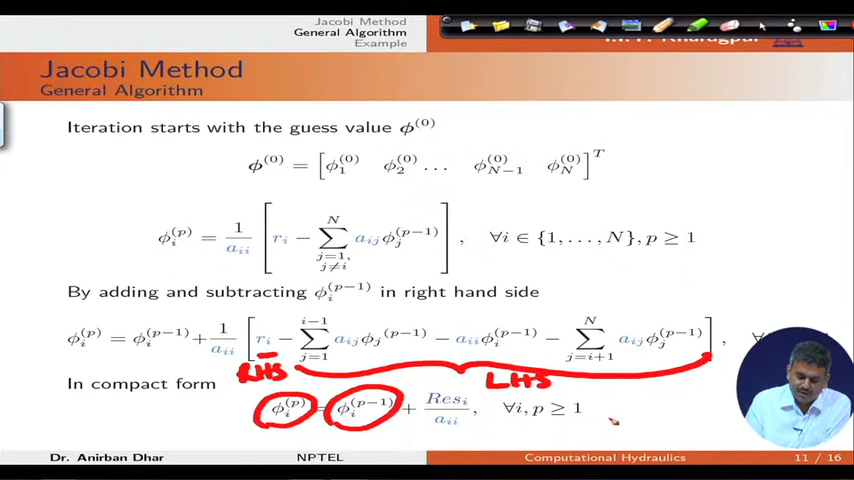 Jacobi Method
General Algorithm
Example
Jacobi Method
General Algorithm
Iteration starts with the guess value ϕ^(0)
ϕ^(0) = [ϕ_1^(0) ϕ_2^(0) … ϕ_{N−1}^(0) ϕ_N^(0)]^T
ϕ_i^(p) = 1/a_ii [r_i − ∑_{j=1, j≠i}^N a_ij ϕ_j^(p−1)], ∀i ∈ {1, …, N}, p ≥ 1
By adding and subtracting ϕ_i^(p−1) in right hand side
ϕ_i^(p) = ϕ_i^(p−1) + 1/a_ii [r_i − ∑_{j=1}^{i−1} a_ij ϕ_j^(p−1) − a_ii ϕ_i^(p−1) − ∑_{j=i+1}^N a_ij ϕ_j^(p−1)],
RHS LHS
In compact form
ϕ_i^(p) = ϕ_i^(p−1) + Res_i/a_ii, ∀i, p ≥ 1
Dr. Anirban Dhar NPTEL Computational Hydraulics 11 / 16